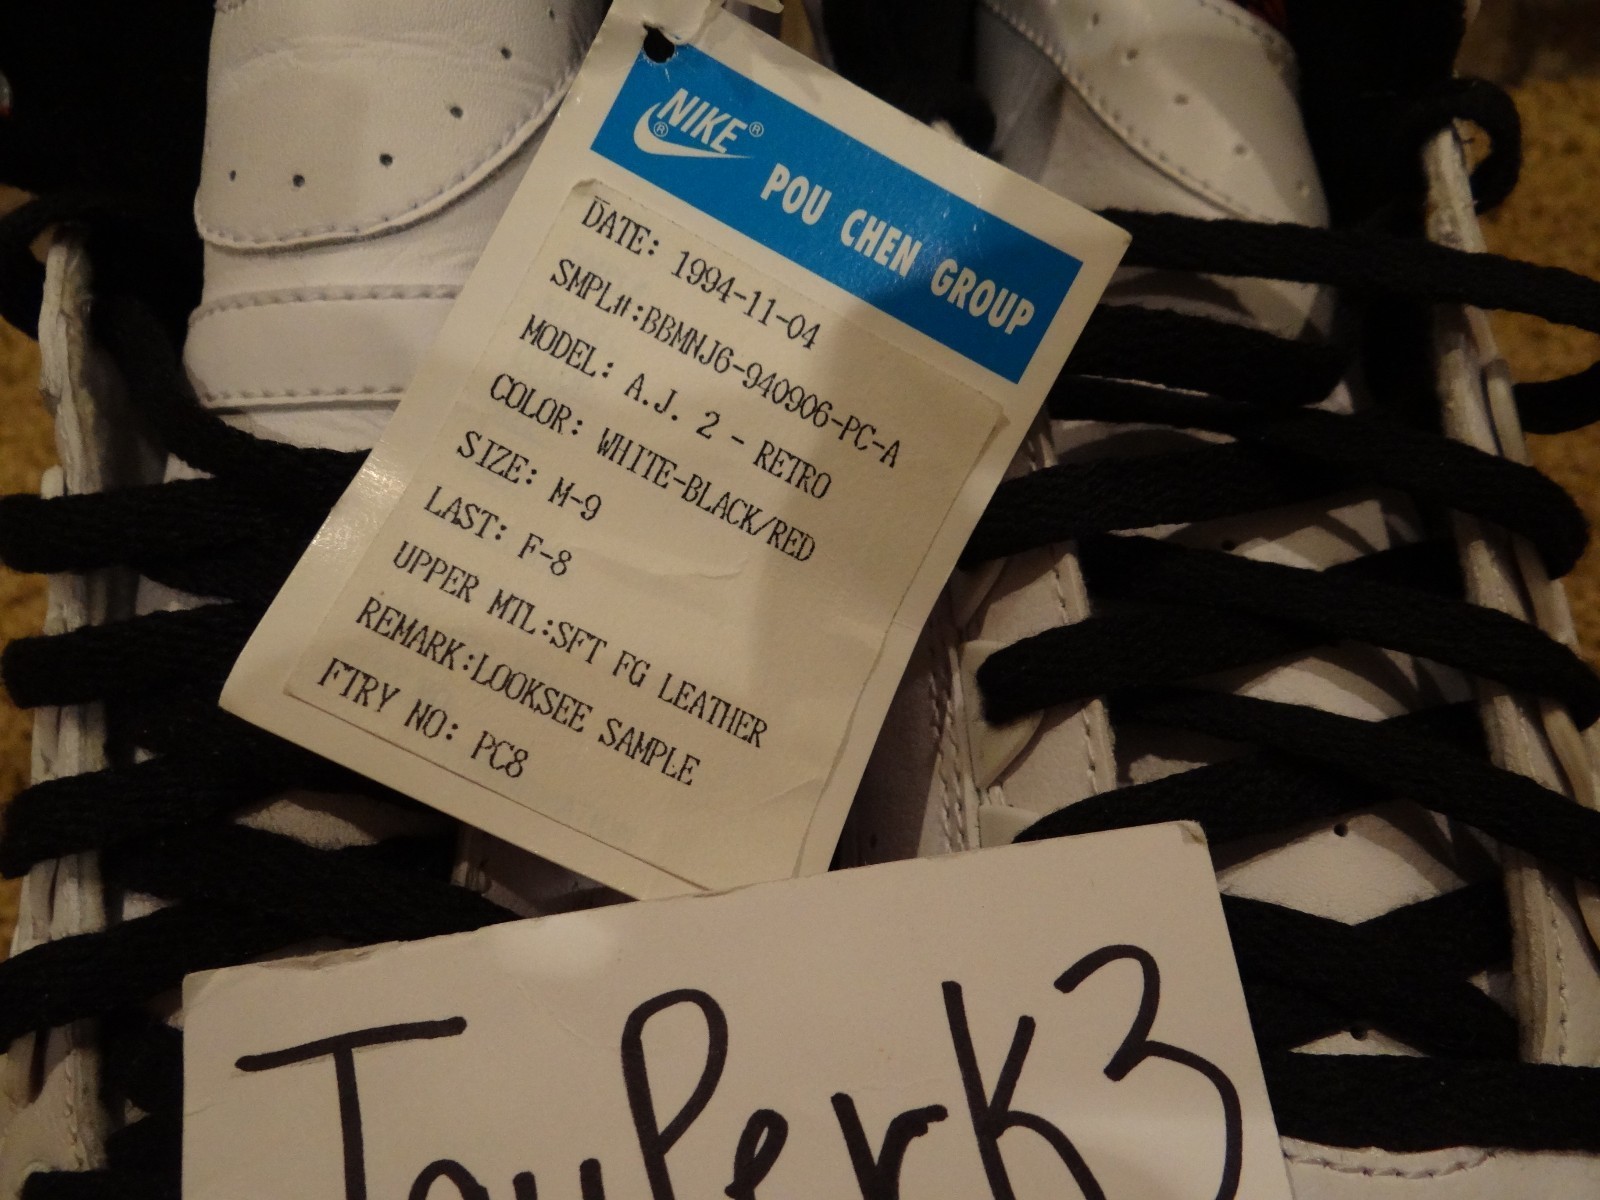 NIKE® ®
POU CHEN GROUP
DATE: 1994-11-04
SMPL#:BBMNJ6-940906-PC-A
MODEL: A.J. 2 - RETRO
COLOR: WHITE-BLACK/RED
SIZE: M-9
LAST: F-8
UPPER MTL:SFT FG LEATHER
REMARK:LOOKSEE SAMPLE
FTRY NO: PC8
JayPerk3